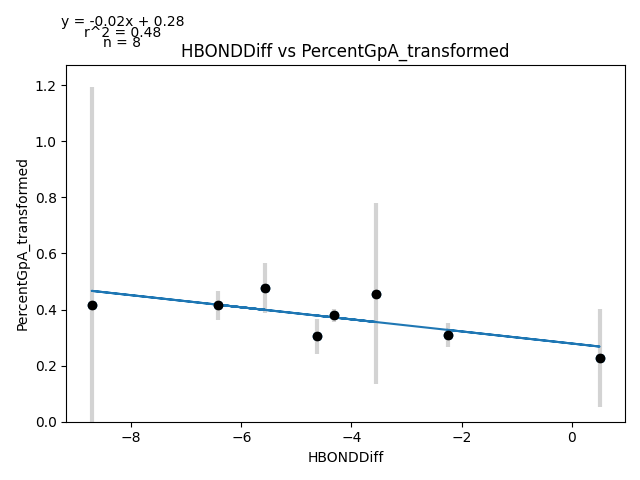 y = -0.02x + 0.28
r^2 = 0.48
n = 8
HBONDDiff vs PercentGpA_transformed
PercentGpA_transformed
1.2
1.0
0.8
0.6
0.4
0.2
0.0
−8
−6
−4
−2
0
HBONDDiff